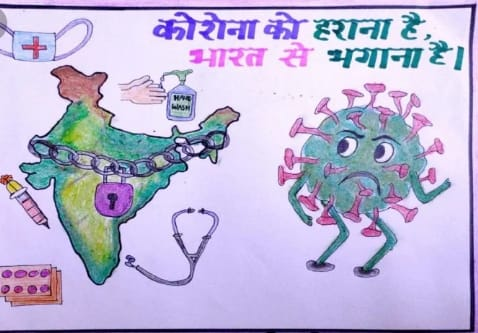 कोरोना को हराना है,
भारत से भगाना है।
HAND
WASH